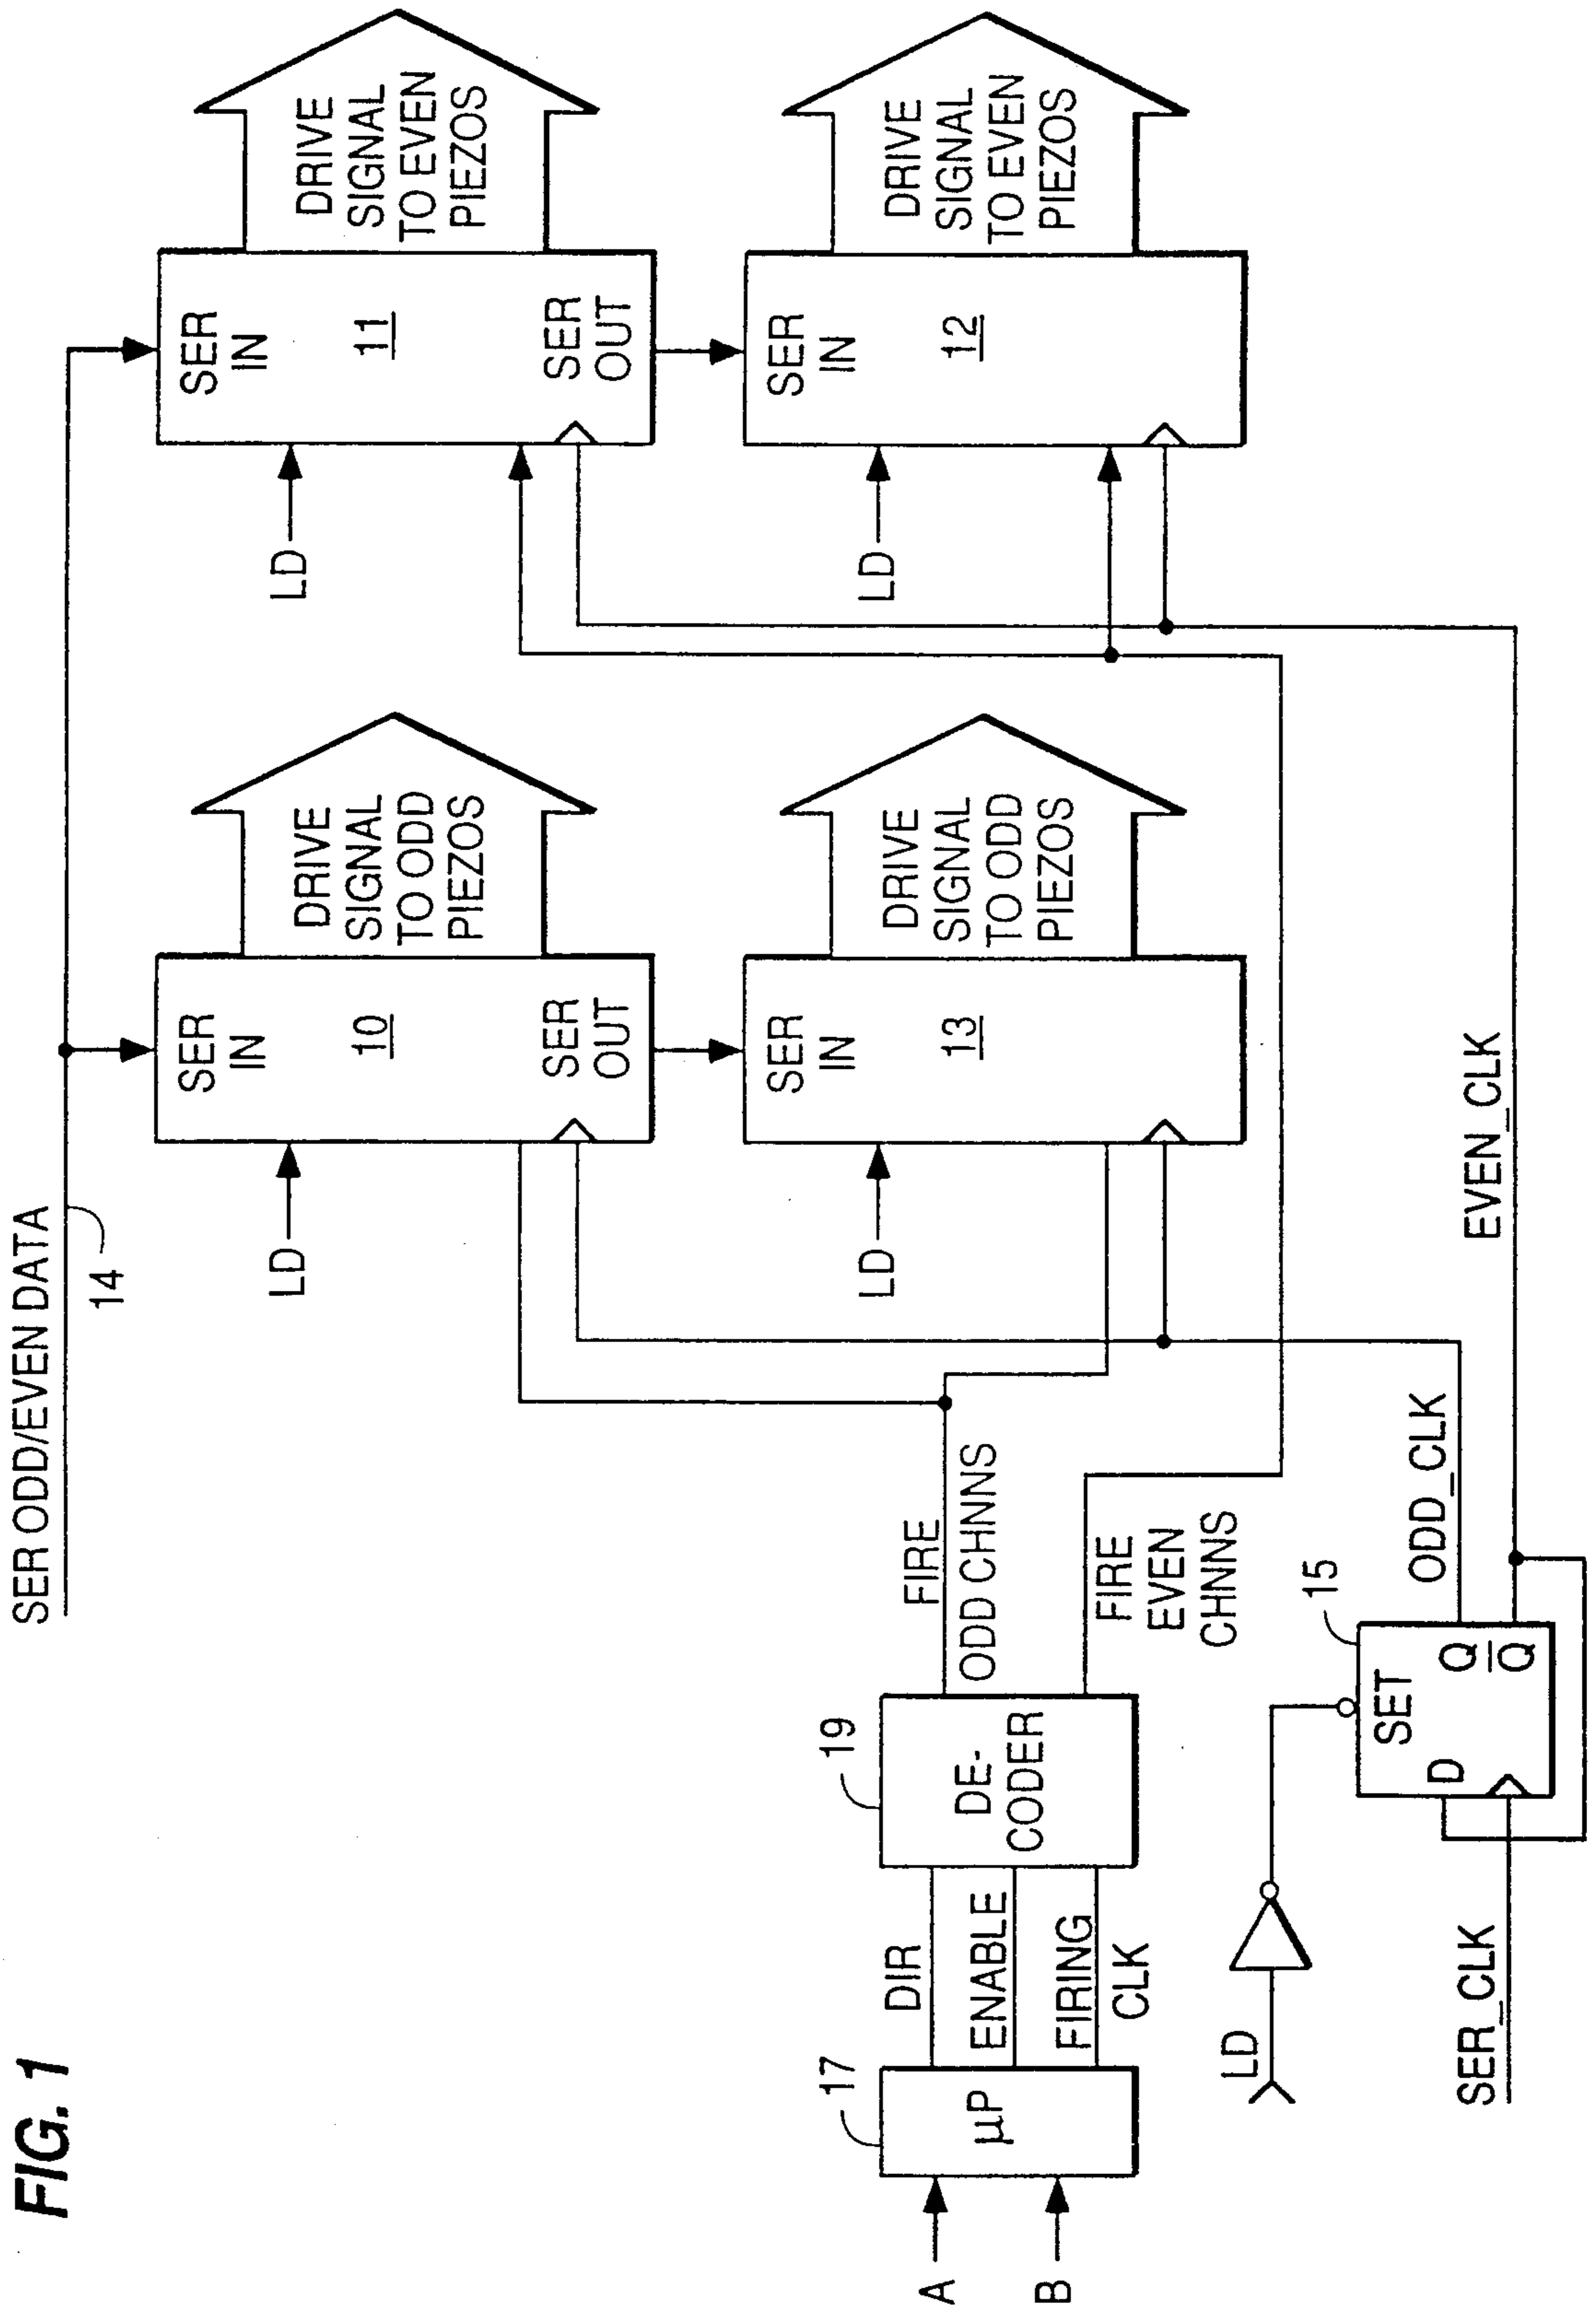 FIG. 1
SER ODD/EVEN DATA
14
SER
IN
10
SER
OUT
LD
DRIVE
SIGNAL
TO ODD
PIEZOS
SER
IN
11
SER
OUT
LD
DRIVE
SIGNAL
TO EVEN
PIEZOS
SER
IN
13
LD
DRIVE
SIGNAL
TO ODD
PIEZOS
SER
IN
12
LD
DRIVE
SIGNAL
TO EVEN
PIEZOS
A
B
17
µP
DIR
ENABLE
FIRING
CLK
19
DE-
CODER
FIRE
ODD CHNNS
FIRE
EVEN
CHNNS
LD
SER_CLK
15
SET
D
Q
Q̅
ODD_CLK
EVEN_CLK